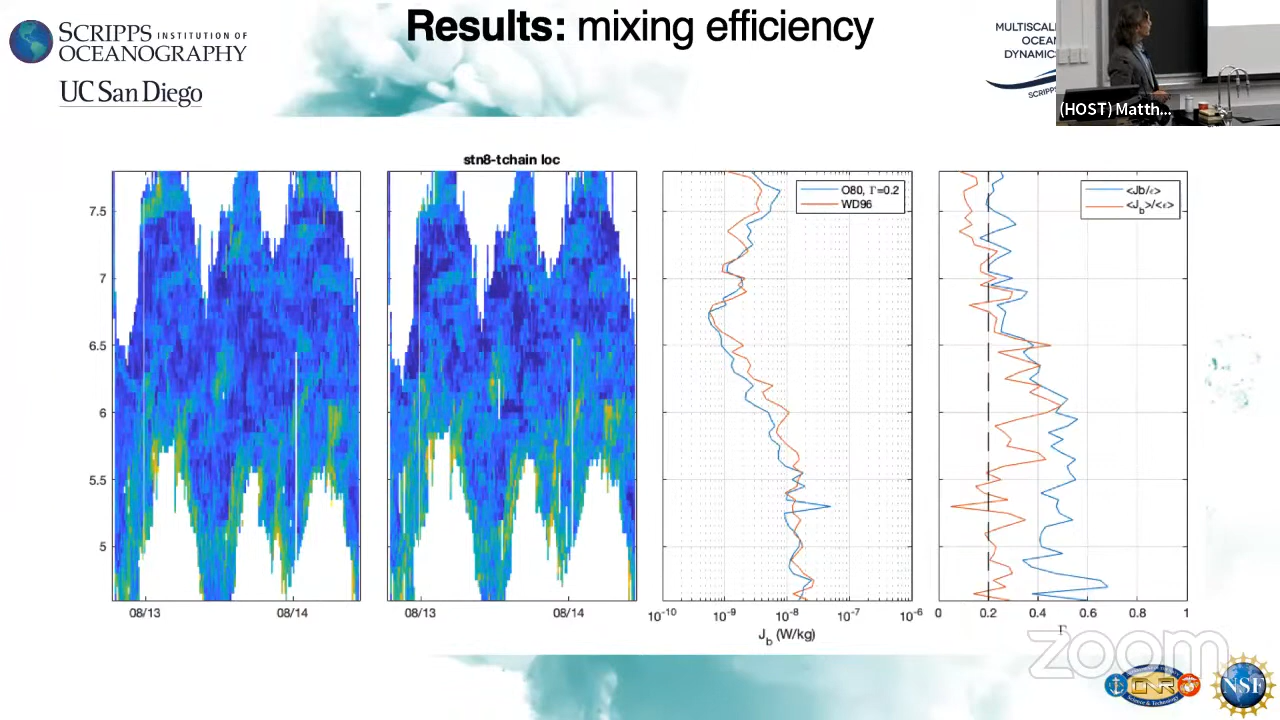 Results: mixing efficiency
SCRIPPS INSTITUTION OF
OCEANOGRAPHY
UC San Diego
MULTISCAL
OCEAN
DYNAMIC
SCRIPPS
(HOST) Matth...
stn8-tchain loc
7.5
7
6.5
6
5.5
5
08/13
08/14
08/13
08/14
O80, Γ=0.2
WD96
10⁻¹⁰
10⁻⁹
10⁻⁸
10⁻⁷
10⁻⁶
J_b (W/kg)
<Jb/ε>
<J_b>/<ε>
0
0.2
0.4
0.6
0.8
1
Γ
zoom
NSF